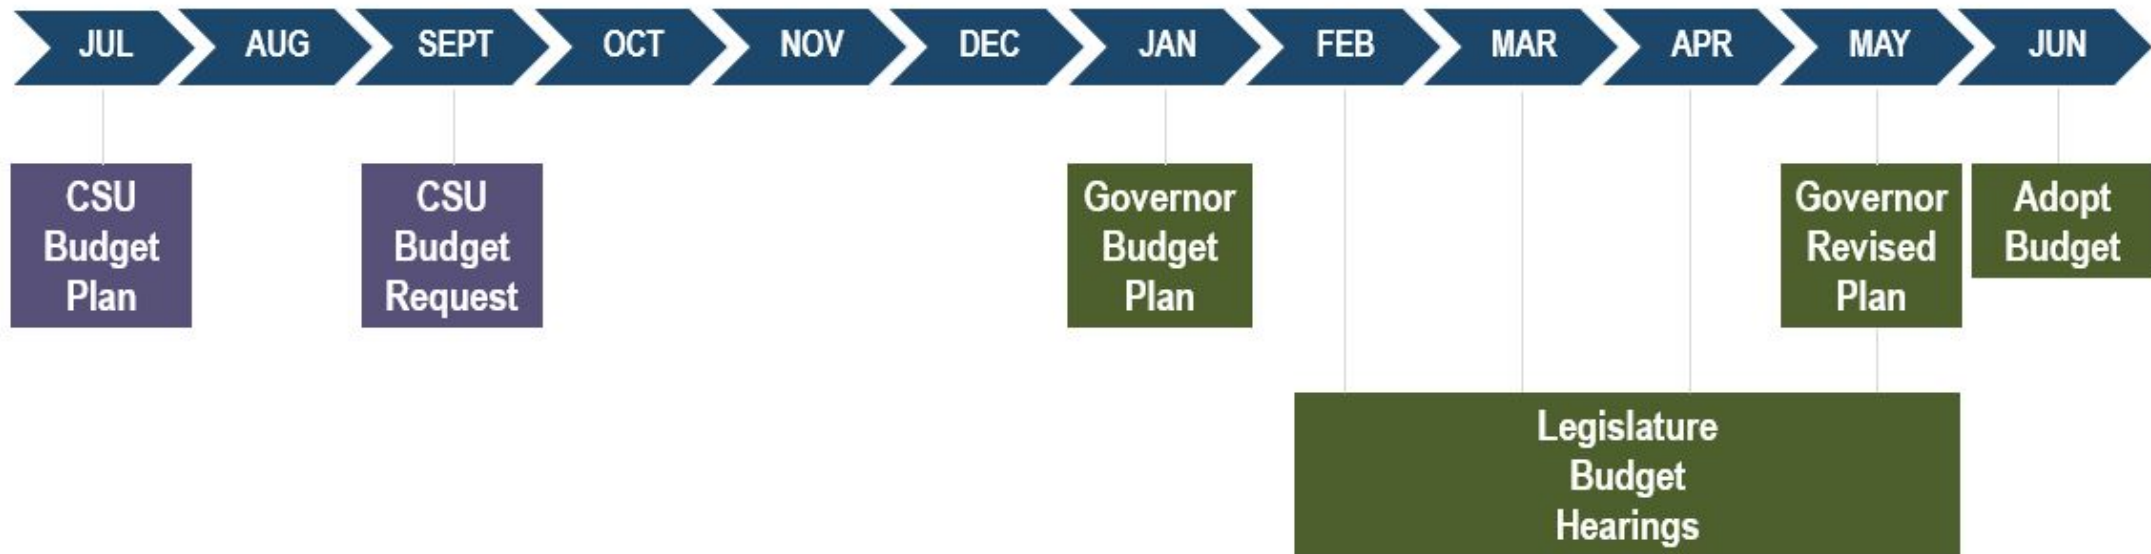 JUL AUG SEPT OCT NOV DEC JAN FEB MAR APR MAY JUN
CSU
Budget
Plan
CSU
Budget
Request
Governor
Budget
Plan
Governor
Revised
Plan
Adopt
Budget
Legislature
Budget
Hearings